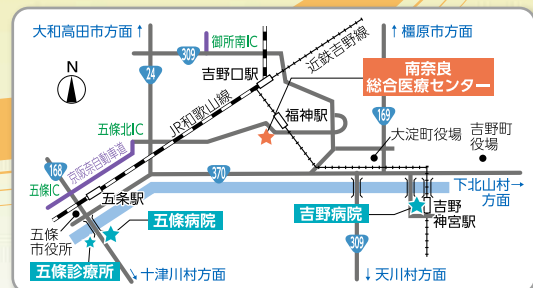 大和高田市方面↑
御所南IC
309
24
吉野口駅
近鉄吉野線
↑橿原市方面
南奈良
総合医療センター
N
JR和歌山線
福神駅
169
五條北IC
京阪奈自動車道
大淀町役場
吉野町
役場
168
五條IC
五条駅
370
下北山村→
方面
五條
市役所
五條病院
吉野病院
吉野
神宮駅
五條診療所
309
↘十津川村方面
↓天川村方面